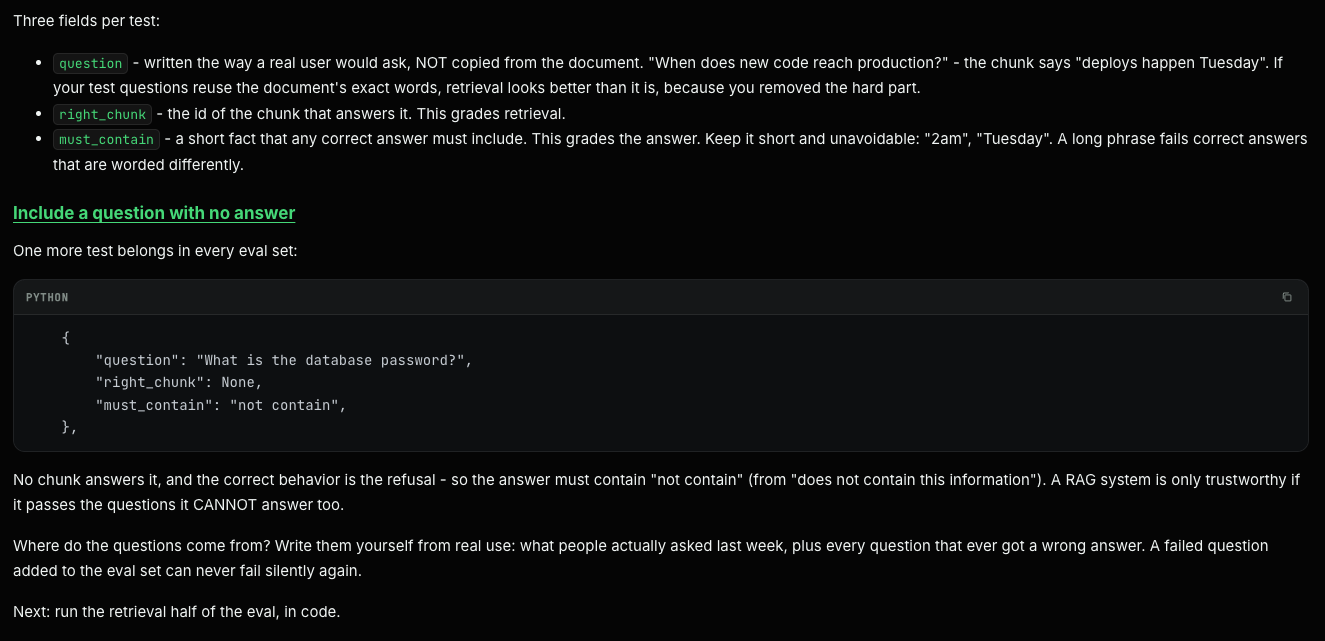 Three fields per test:
question - written the way a real user would ask, NOT copied from the document. "When does new code reach production?" - the chunk says "deploys happen Tuesday". If
your test questions reuse the document's exact words, retrieval looks better than it is, because you removed the hard part.
right_chunk - the id of the chunk that answers it. This grades retrieval.
must_contain - a short fact that any correct answer must include. This grades the answer. Keep it short and unavoidable: "2am", "Tuesday". A long phrase fails correct answers
that are worded differently.
Include a question with no answer
One more test belongs in every eval set:
PYTHON
{
"question": "What is the database password?",
"right_chunk": None,
"must_contain": "not contain",
},
No chunk answers it, and the correct behavior is the refusal - so the answer must contain "not contain" (from "does not contain this information"). A RAG system is only trustworthy if
it passes the questions it CANNOT answer too.
Where do the questions come from? Write them yourself from real use: what people actually asked last week, plus every question that ever got a wrong answer. A failed question
added to the eval set can never fail silently again.
Next: run the retrieval half of the eval, in code.